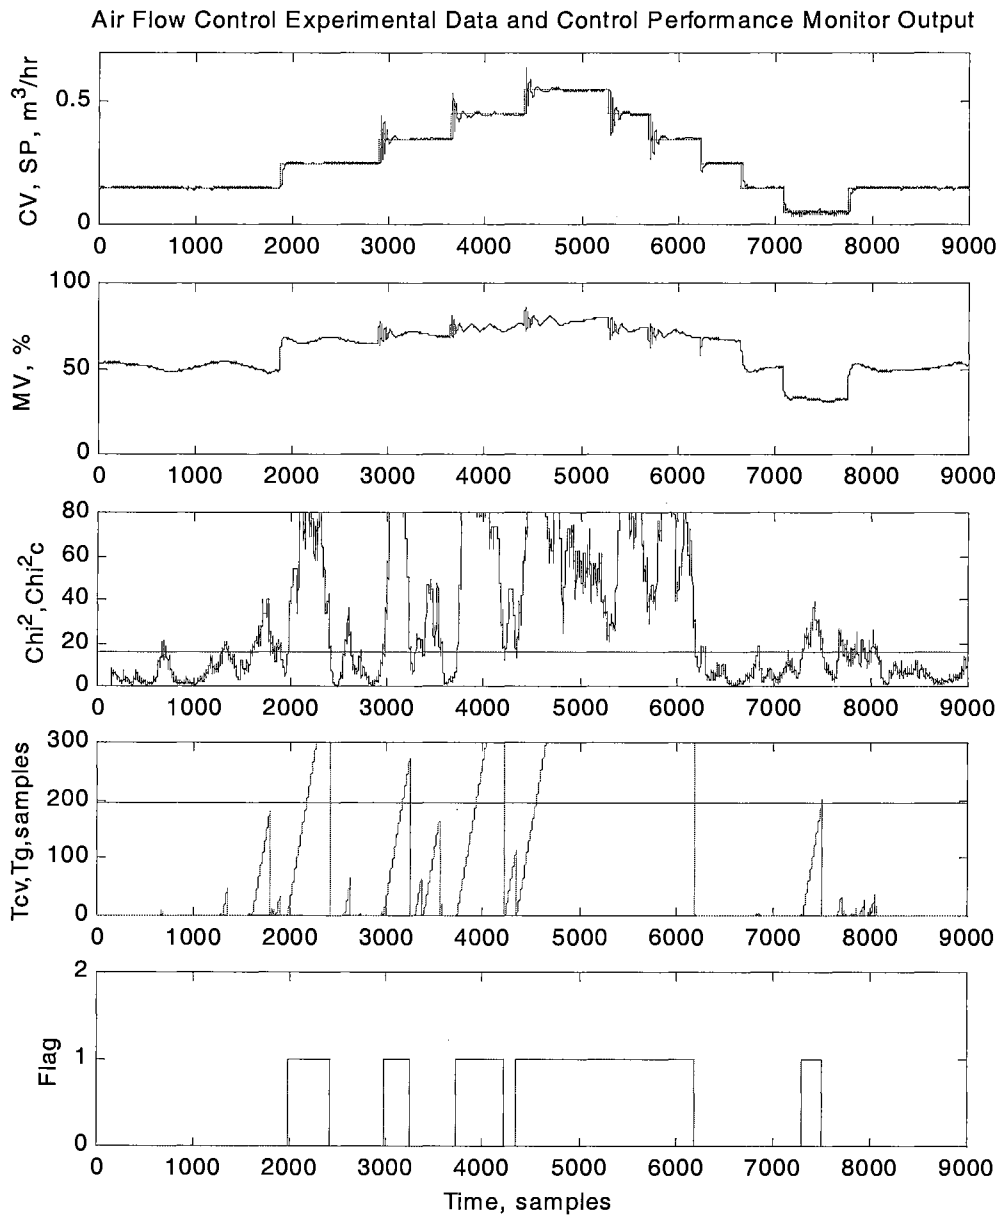 Air Flow Control Experimental Data and Control Performance Monitor Output
CV, SP, m³/hr
0.5
0
0 1000 2000 3000 4000 5000 6000 7000 8000 9000
MV, %
100
50
0
0 1000 2000 3000 4000 5000 6000 7000 8000 9000
Chi²,Chi²c
80
60
40
20
0
0 1000 2000 3000 4000 5000 6000 7000 8000 9000
Tcv,Tg,samples
300
200
100
0
0 1000 2000 3000 4000 5000 6000 7000 8000 9000
Flag
2
1
0
0 1000 2000 3000 4000 5000 6000 7000 8000 9000
Time, samples